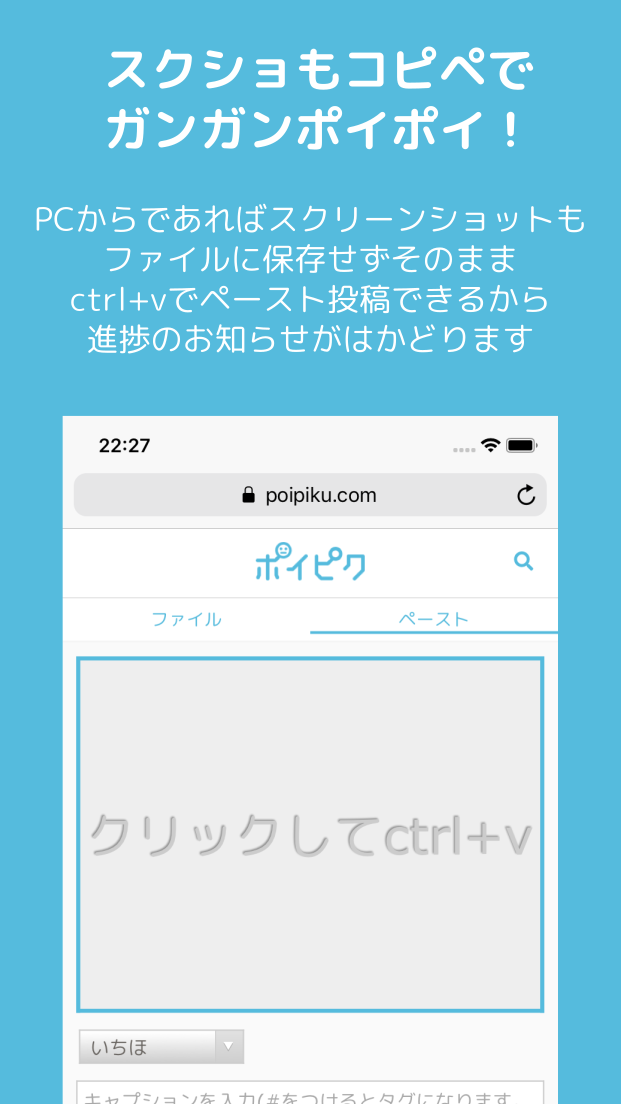 スクショもコピペで
ガンガンポイポイ！
PCからであればスクリーンショットも
ファイルに保存せずそのまま
ctrl+vでペースト投稿できるから
進捗のお知らせがはかどります
22:27
poipiku.com
ポイピク
ファイル
ペースト
クリックしてctrl+v
いちほ
キャプションを入力(#をつけるとタグになります